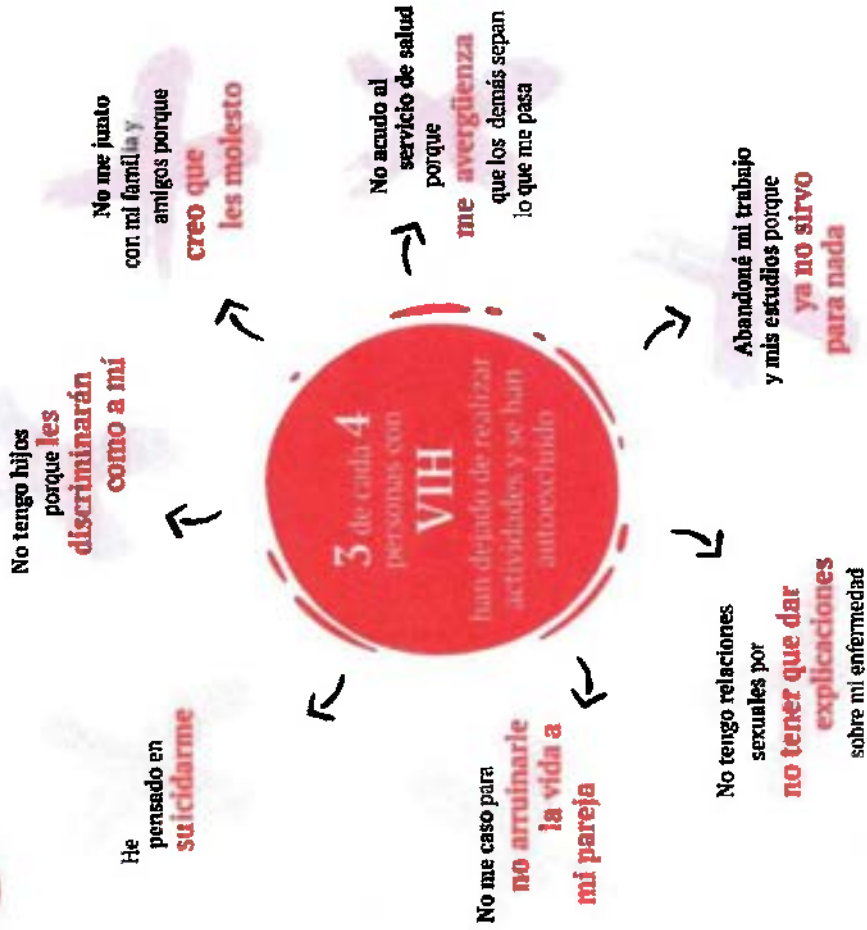 3 de cada 4
personas con
VIH
han dejado de realizar
actividades y se han
autoexcluido
He
pensado en
suicidarme
No tengo hijos
porque les
discriminarán
como a mí
No me junto
con mi familia y
amigos porque
creo que
les molesto
No acudo al
servicio de salud
porque
me avergüenza
que los demás sepan
lo que me pasa
Abandoné mi trabajo
y mis estudios porque
ya no sirvo
para nada
No tengo relaciones
sexuales por
no tener que dar
explicaciones
sobre mi enfermedad
No me caso para
no arruinarle
la vida a
mi pareja